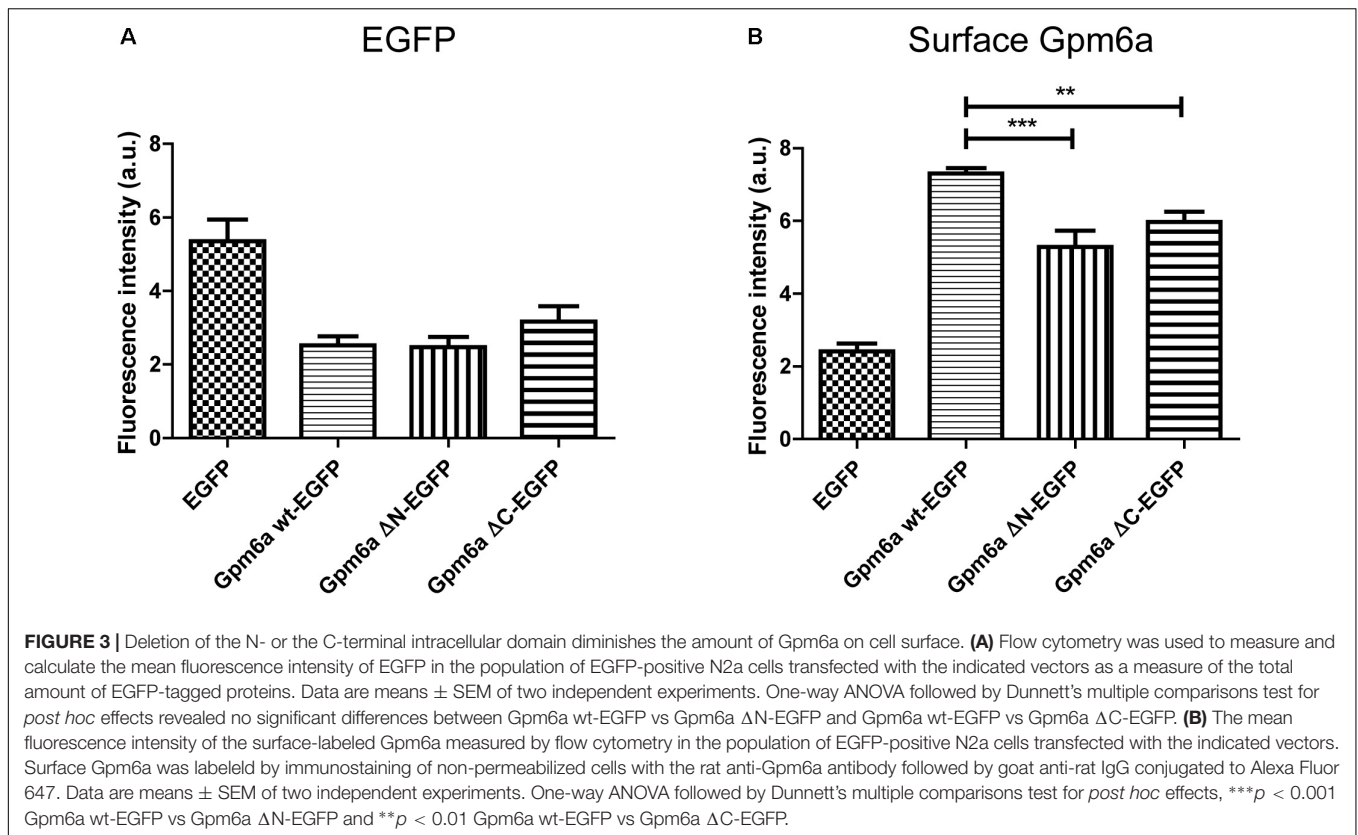 A
EGFP
Fluorescence intensity (a.u.)
8
6
4
2
0
EGFP
Gpm6a wt-EGFP
Gpm6a ΔN-EGFP
Gpm6a ΔC-EGFP
B
Surface Gpm6a
**
***
Fluorescence intensity (a.u.)
8
6
4
2
0
EGFP
Gpm6a wt-EGFP
Gpm6a ΔN-EGFP
Gpm6a ΔC-EGFP
FIGURE 3 | Deletion of the N- or the C-terminal intracellular domain diminishes the amount of Gpm6a on cell surface. (A) Flow cytometry was used to measure and
calculate the mean fluorescence intensity of EGFP in the population of EGFP-positive N2a cells transfected with the indicated vectors as a measure of the total
amount of EGFP-tagged proteins. Data are means ± SEM of two independent experiments. One-way ANOVA followed by Dunnett's multiple comparisons test for
post hoc effects revealed no significant differences between Gpm6a wt-EGFP vs Gpm6a ΔN-EGFP and Gpm6a wt-EGFP vs Gpm6a ΔC-EGFP. (B) The mean
fluorescence intensity of the surface-labeled Gpm6a measured by flow cytometry in the population of EGFP-positive N2a cells transfected with the indicated vectors.
Surface Gpm6a was labeleld by immunostaining of non-permeabilized cells with the rat anti-Gpm6a antibody followed by goat anti-rat IgG conjugated to Alexa Fluor
647. Data are means ± SEM of two independent experiments. One-way ANOVA followed by Dunnett's multiple comparisons test for post hoc effects, ***p < 0.001
Gpm6a wt-EGFP vs Gpm6a ΔN-EGFP and **p < 0.01 Gpm6a wt-EGFP vs Gpm6a ΔC-EGFP.